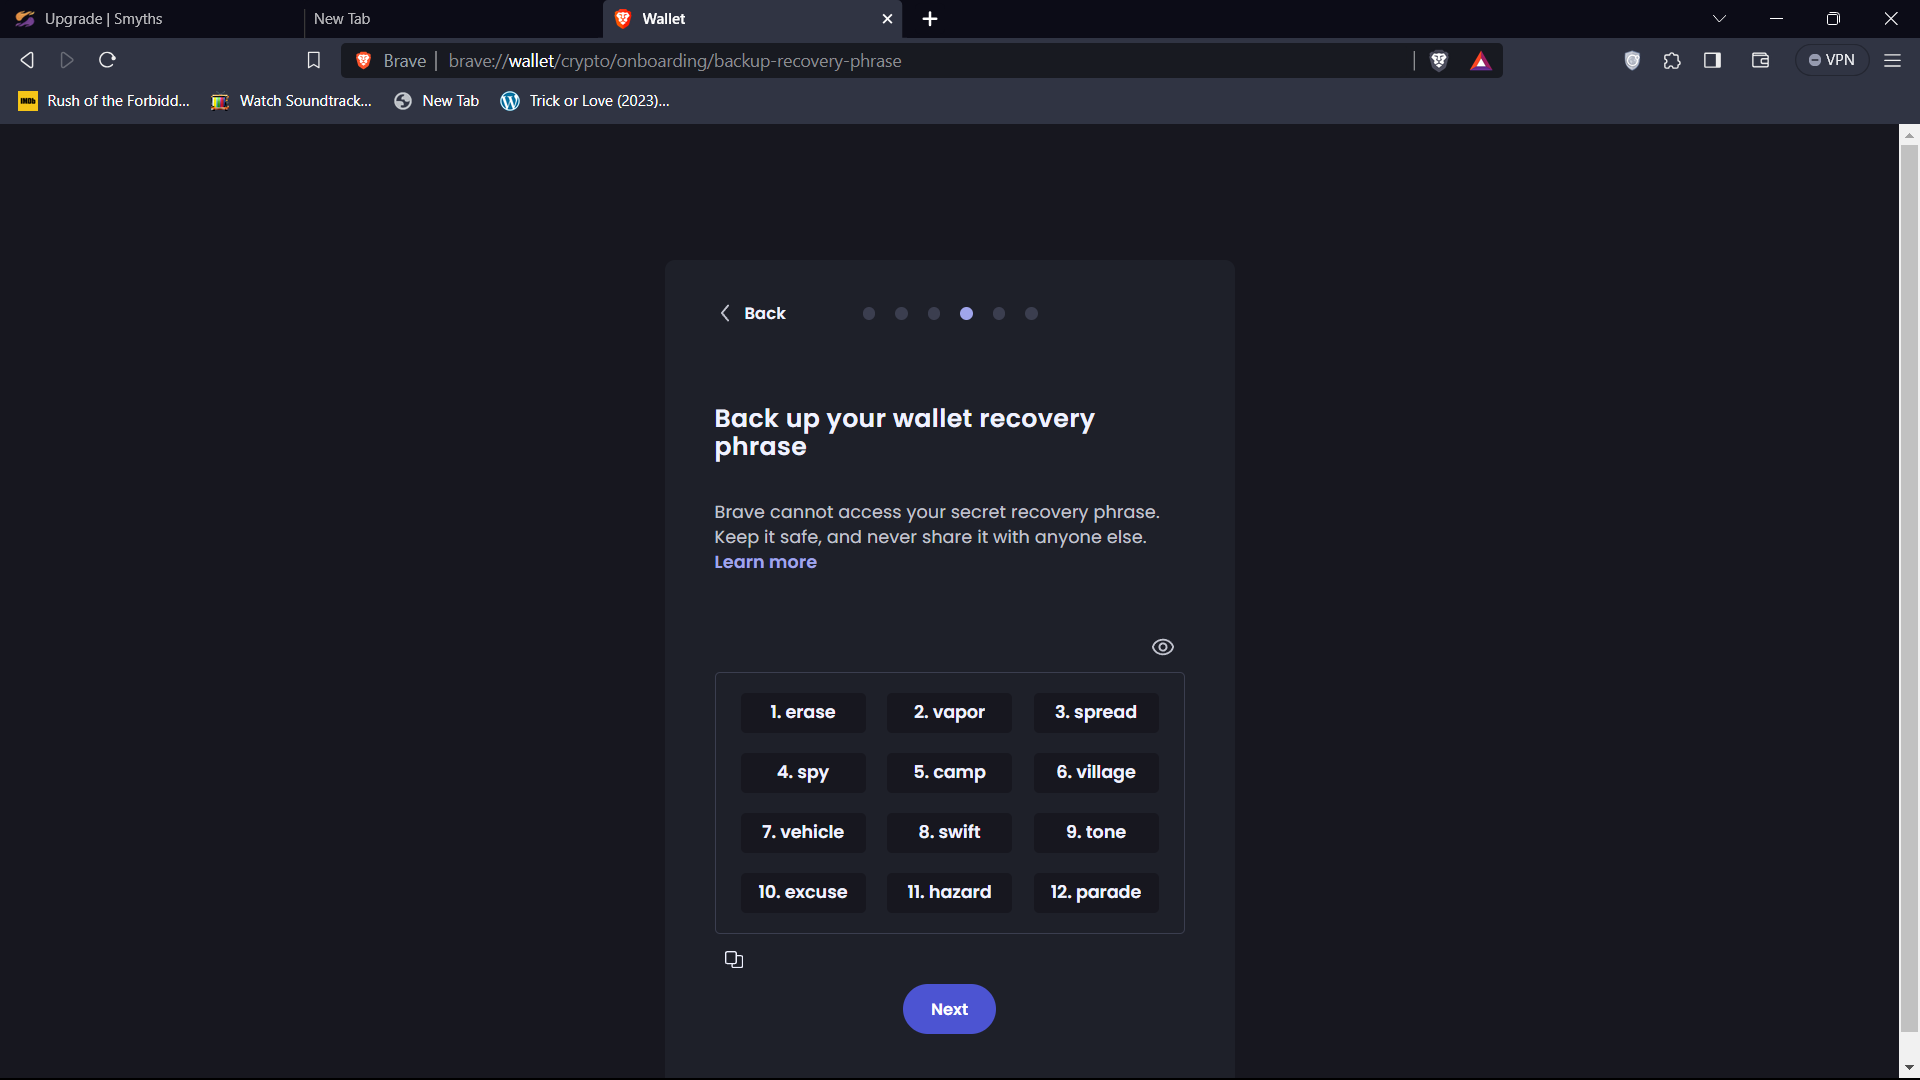 Upgrade | Smyths
New Tab
Wallet
Brave
brave://wallet/crypto/onboarding/backup-recovery-phrase
VPN
IMDb
Rush of the Forbidd...
Watch Soundtrack...
New Tab
Trick or Love (2023)...
Back
Back up your wallet recovery
phrase
Brave cannot access your secret recovery phrase.
Keep it safe, and never share it with anyone else.
Learn more
1. erase
2. vapor
3. spread
4. spy
5. camp
6. village
7. vehicle
8. swift
9. tone
10. excuse
11. hazard
12. parade
Next